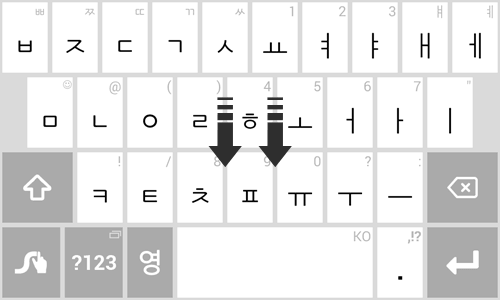 ㅃ ㅉ ㄸ ㄲ ㅆ 1 2 3 ㅒ ㅖ
ㅂ ㅈ ㄷ ㄱ ㅅ ㅛ ㅕ ㅑ ㅐ ㅔ
☺ @ ( ) 4 5 6 7 "
ㅁ ㄴ ㅇ ㄹ ㅎ ㅗ ㅓ ㅏ ㅣ
! / 8 9 0 ? :
ㅋ ㅌ ㅊ ㅍ ㅠ ㅜ ㅡ
KO ,!?
?123 영 .